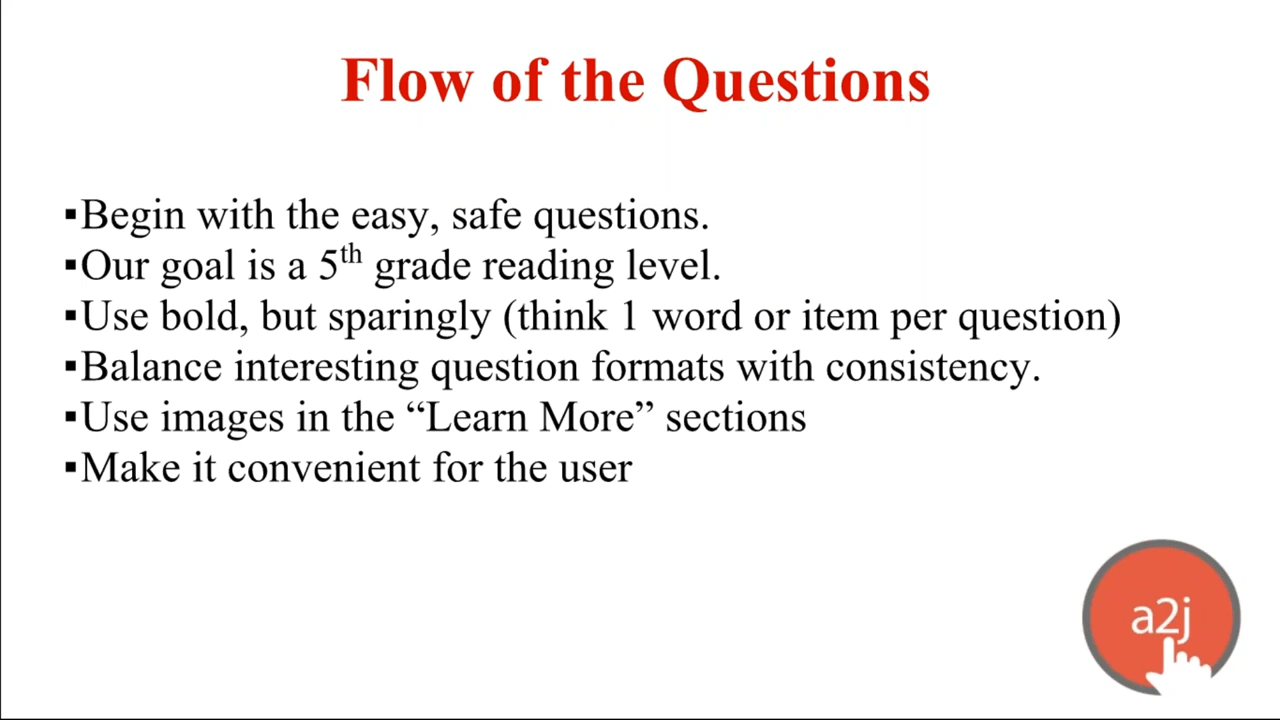 Flow of the Questions
▪Begin with the easy, safe questions.
▪Our goal is a 5th grade reading level.
▪Use bold, but sparingly (think 1 word or item per question)
▪Balance interesting question formats with consistency.
▪Use images in the “Learn More” sections
▪Make it convenient for the user
a2j